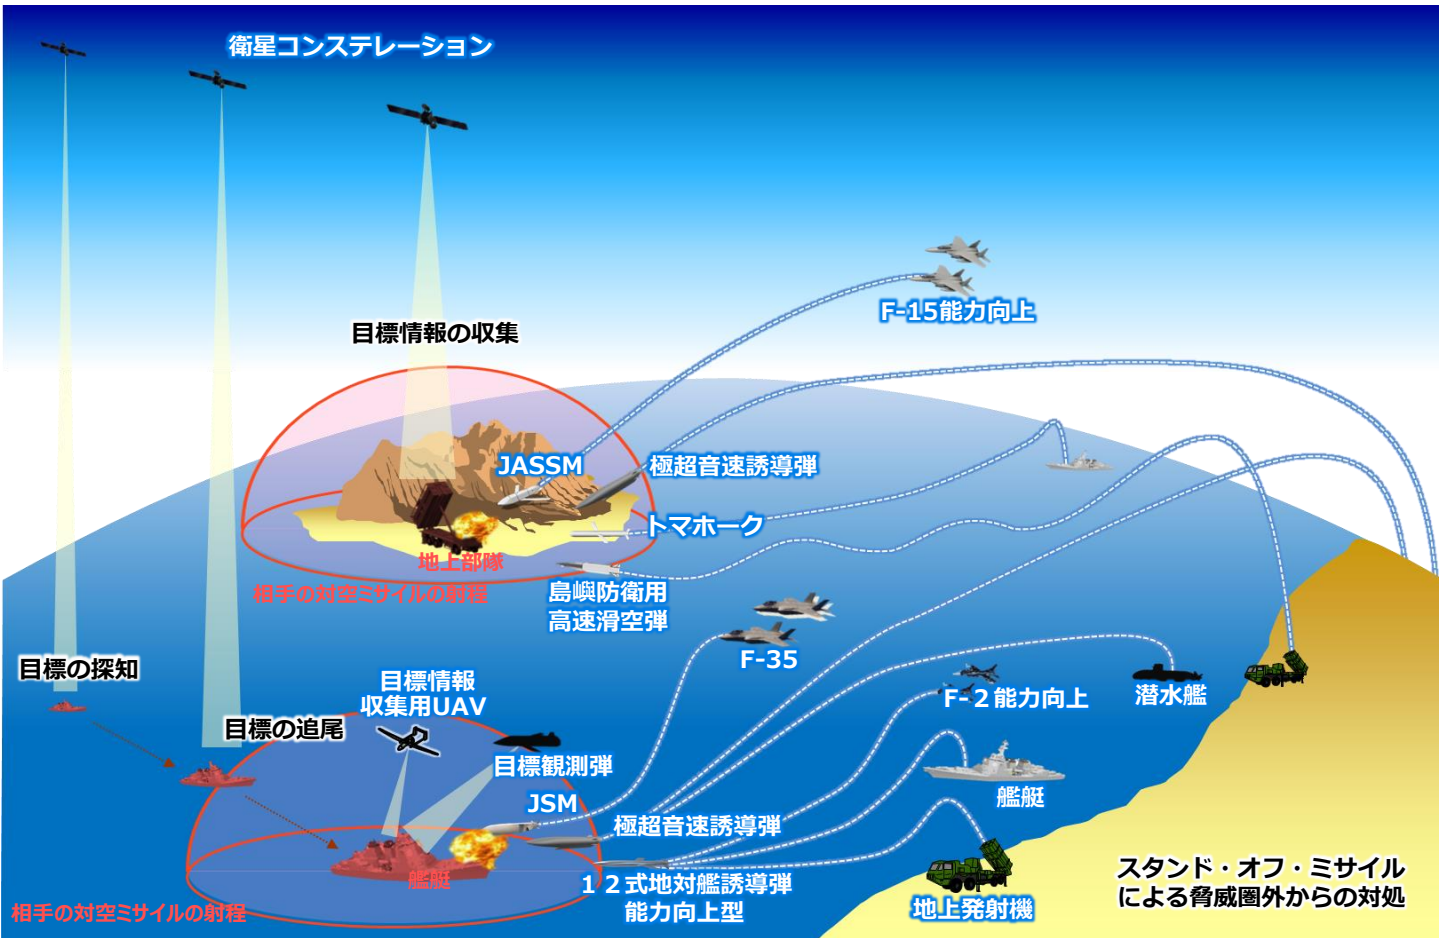 衛星コンステレーション
F-15能力向上
目標情報の収集
JASSM
極超音速誘導弾
トマホーク
地上部隊
相手の対空ミサイルの射程
島嶼防衛用
高速滑空弾
F-35
目標の探知
目標情報
収集用UAV
F-２能力向上
潜水艦
目標の追尾
目標観測弾
艦艇
JSM
極超音速誘導弾
艦艇
１２式地対艦誘導弾
能力向上型
地上発射機
相手の対空ミサイルの射程
スタンド・オフ・ミサイル
による脅威圏外からの対処